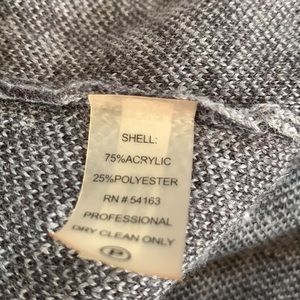 SHELL:
75%ACRYLIC
25%POLYESTER
RN # 54163
PROFESSIONAL
DRY CLEAN ONLY
P